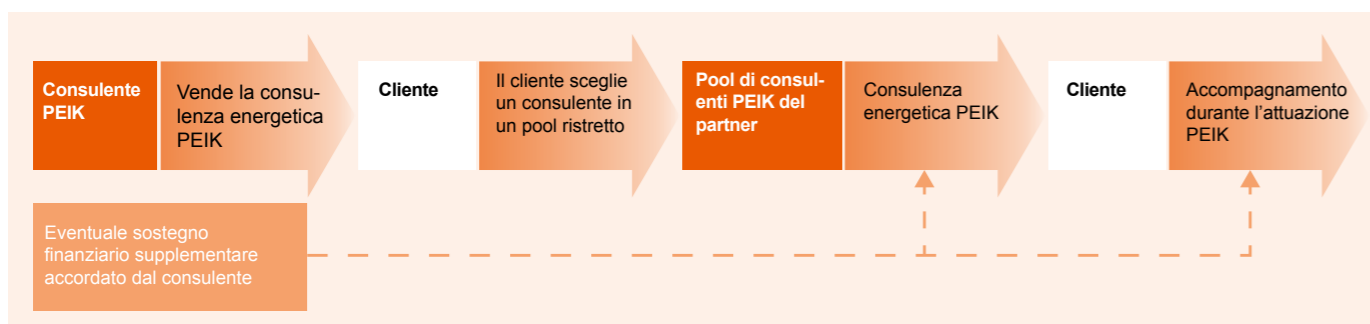 Consulente
PEIK
Vende la consu-
lenza energetica
PEIK
Cliente
Il cliente sceglie
un consulente in
un pool ristretto
Pool di consul-
enti PEIK del
partner
Consulenza
energetica PEIK
Cliente
Accompagnamento
durante l'attuazione
PEIK
Eventuale sostegno
finanziario supplementare
accordato dal consulente